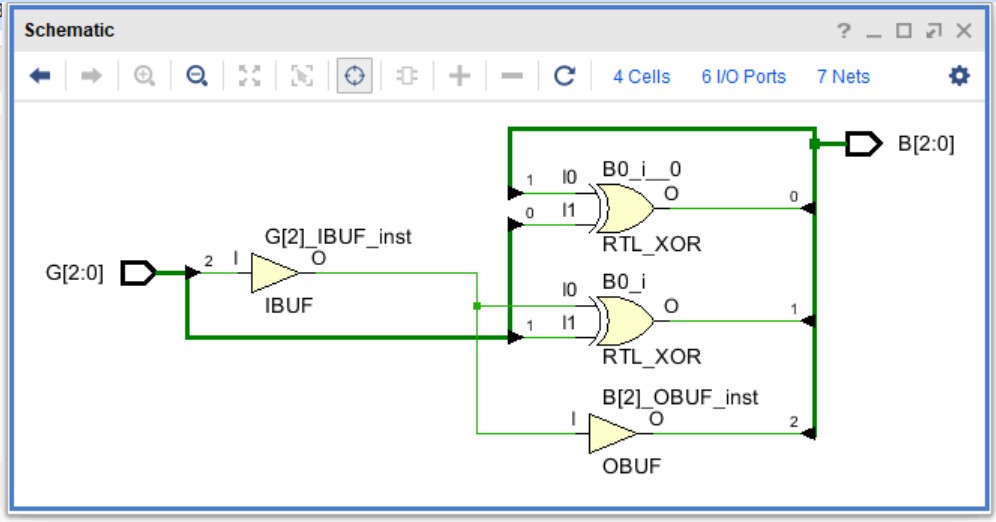 Schematic ?
4 Cells 6 I/O Ports 7 Nets
B[2:0]
B0_i__0
1 I0 O
0 I1 0
RTL_XOR
G[2]_IBUF_inst
G[2:0] 2 I O
IBUF
B0_i
I0 O
1 I1 1
RTL_XOR
B[2]_OBUF_inst
I O 2
OBUF